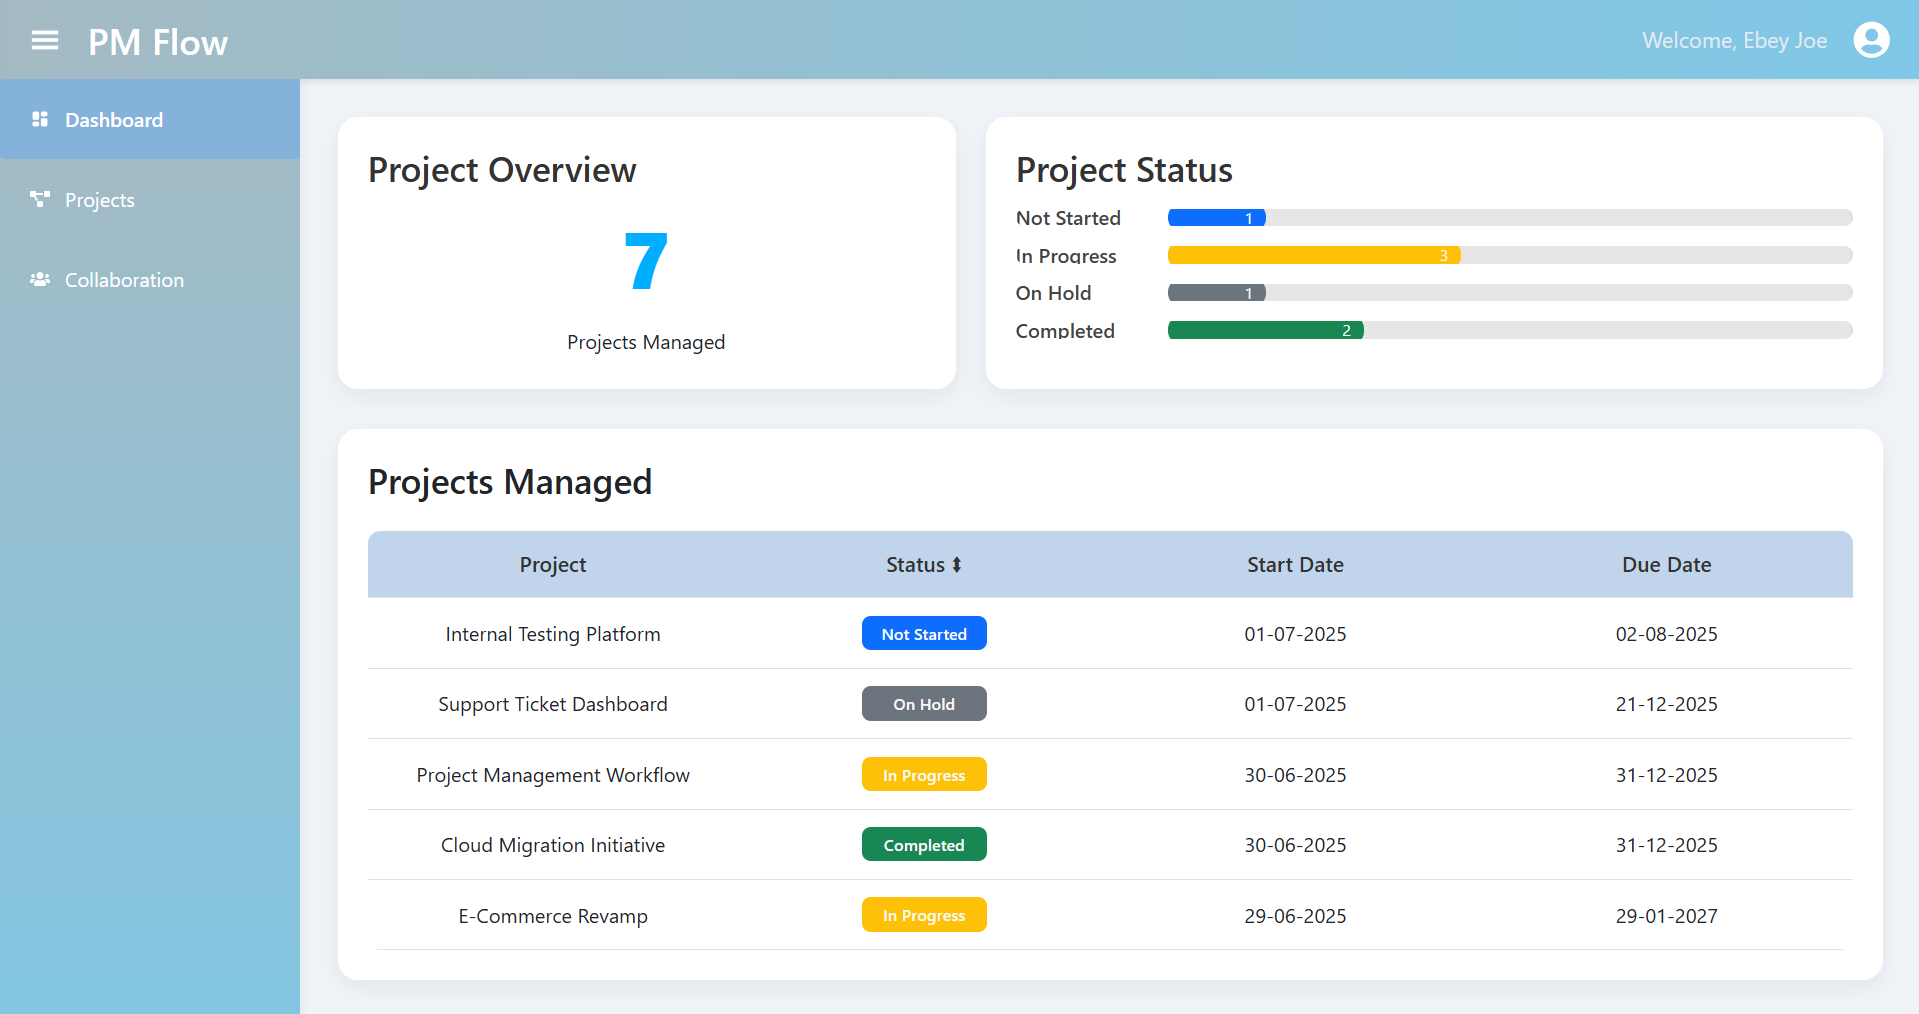 PM Flow
Welcome, Ebey Joe
Dashboard
Projects
Collaboration
Project Overview
7
Projects Managed
Project Status
Not Started 1
In Progress 3
On Hold 1
Completed 2
Projects Managed
Project Status Start Date Due Date
Internal Testing Platform Not Started 01-07-2025 02-08-2025
Support Ticket Dashboard On Hold 01-07-2025 21-12-2025
Project Management Workflow In Progress 30-06-2025 31-12-2025
Cloud Migration Initiative Completed 30-06-2025 31-12-2025
E-Commerce Revamp In Progress 29-06-2025 29-01-2027